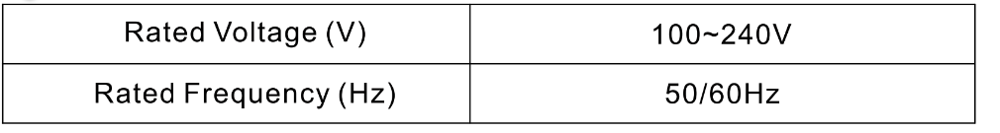 Rated Voltage (V) 100~240V
Rated Frequency (Hz) 50/60Hz